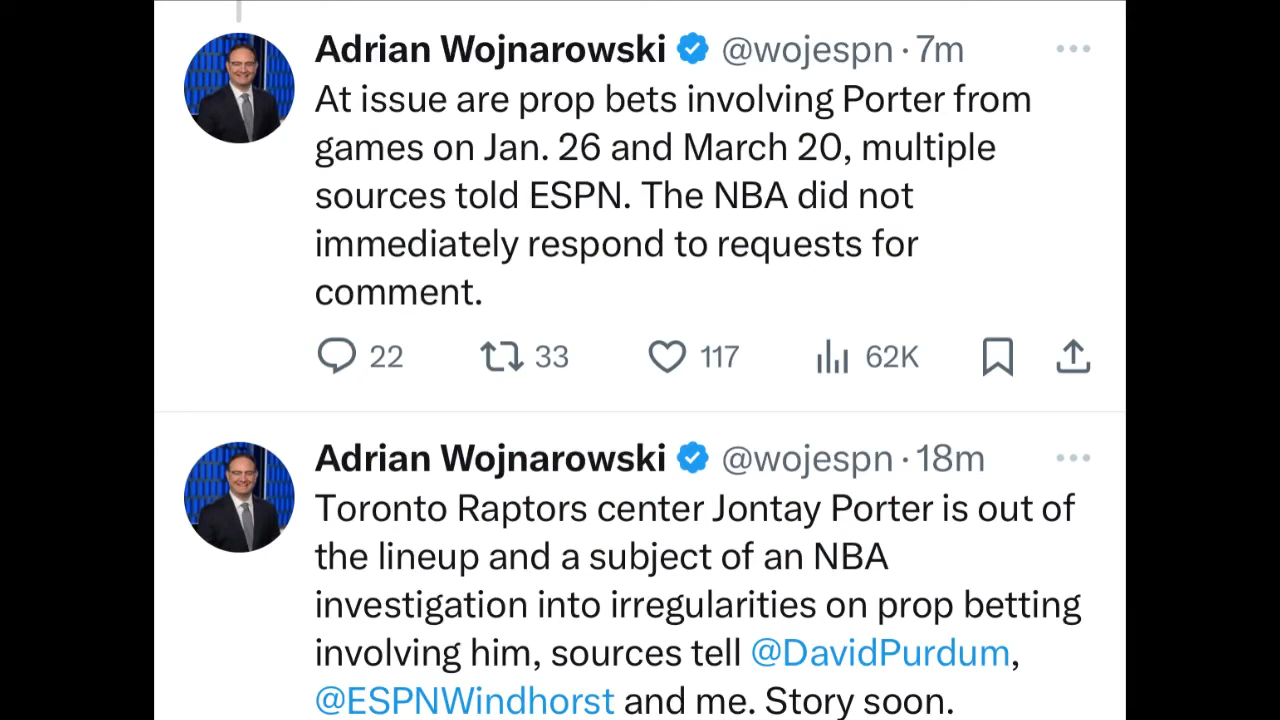 Adrian Wojnarowski @wojespn · 7m
At issue are prop bets involving Porter from
games on Jan. 26 and March 20, multiple
sources told ESPN. The NBA did not
immediately respond to requests for
comment.
22 33 117 62K
Adrian Wojnarowski @wojespn · 18m
Toronto Raptors center Jontay Porter is out of
the lineup and a subject of an NBA
investigation into irregularities on prop betting
involving him, sources tell @DavidPurdum,
@ESPNWindhorst and me. Story soon.